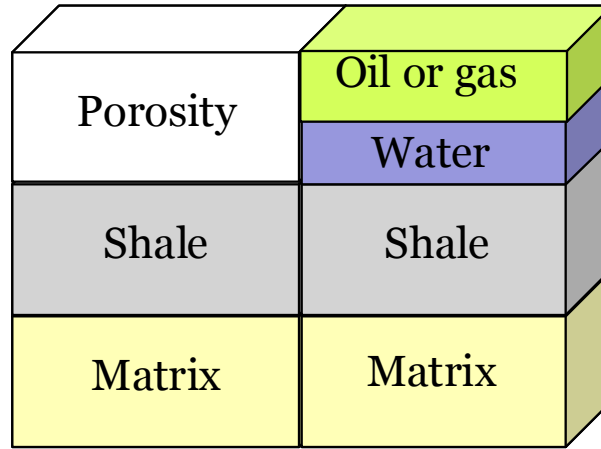 Porosity
Oil or gas
Water
Shale
Shale
Matrix
Matrix